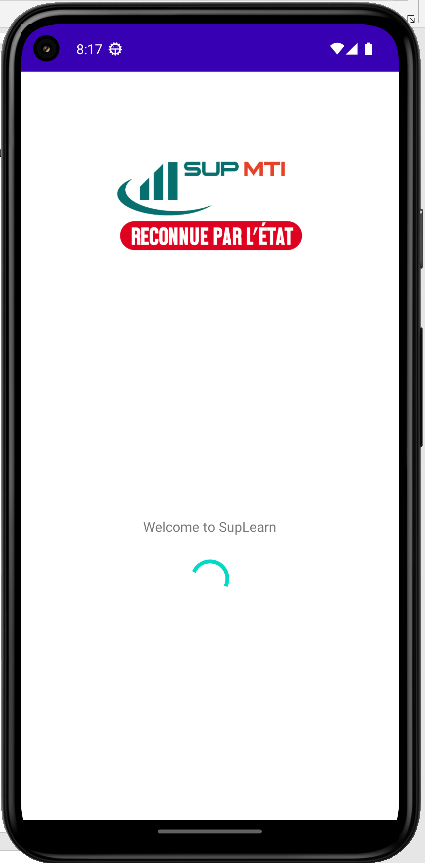 8:17
SUP MTI
RECONNUE PAR L'ÉTAT
Welcome to SupLearn